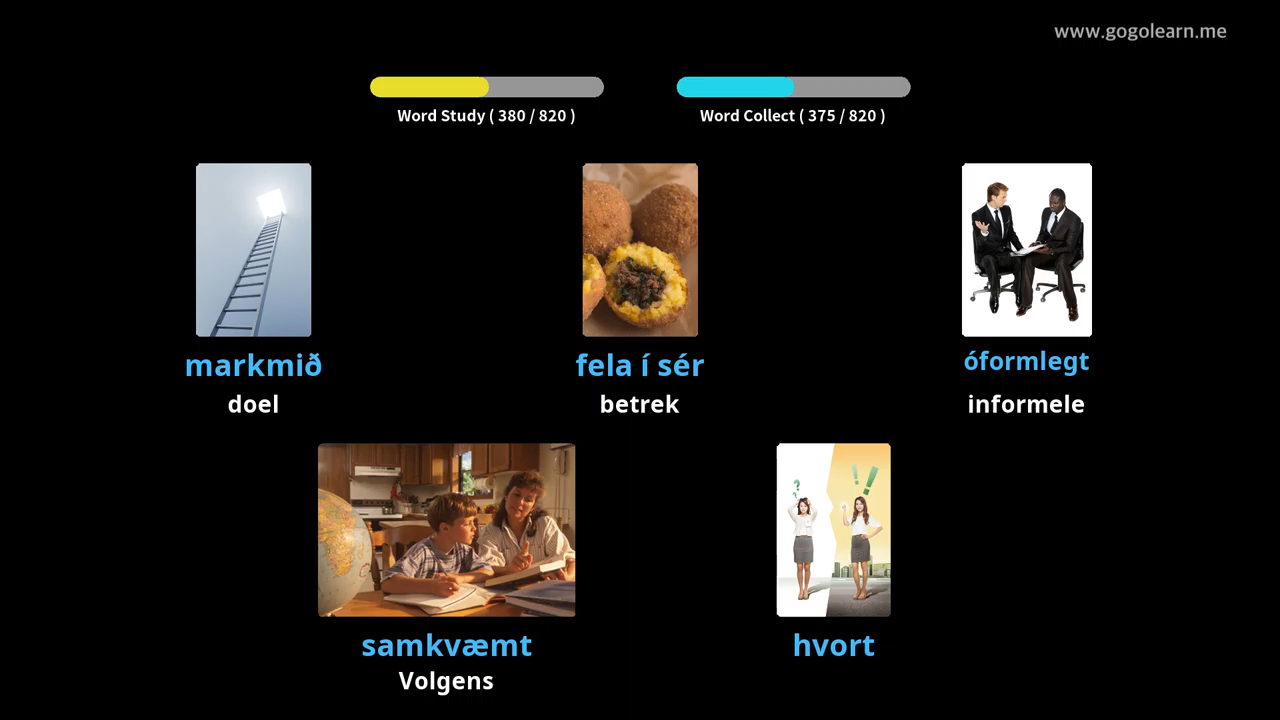 www.gogolearn.me
Word Study ( 380 / 820 )
Word Collect ( 375 / 820 )
markmið
doel
fela í sér
betrek
óformlegt
informele
samkvæmt
Volgens
hvort